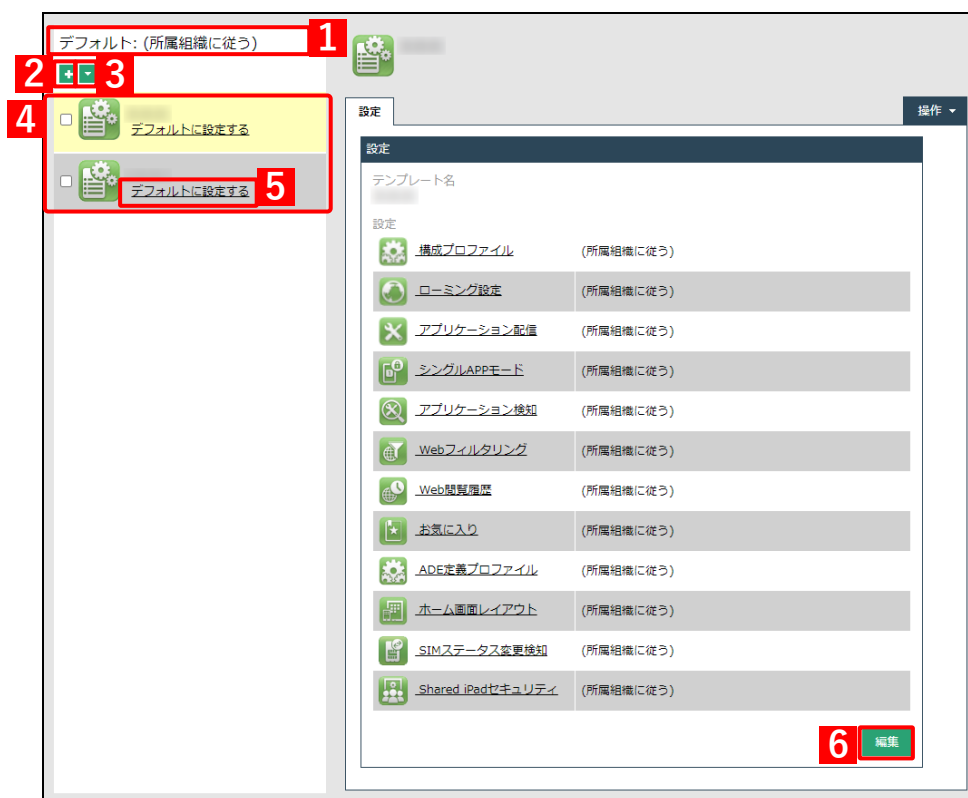 デフォルト: (所属組織に従う)
1
2
+
3
4
デフォルトに設定する
デフォルトに設定する
5
設定
操作
設定
テンプレート名
設定
構成プロファイル (所属組織に従う)
ローミング設定 (所属組織に従う)
アプリケーション配信 (所属組織に従う)
シングルAPPモード (所属組織に従う)
アプリケーション検知 (所属組織に従う)
Webフィルタリング (所属組織に従う)
Web閲覧履歴 (所属組織に従う)
お気に入り (所属組織に従う)
ADE定義プロファイル (所属組織に従う)
ホーム画面レイアウト (所属組織に従う)
SIMステータス変更検知 (所属組織に従う)
Shared iPadセキュリティ (所属組織に従う)
6
編集